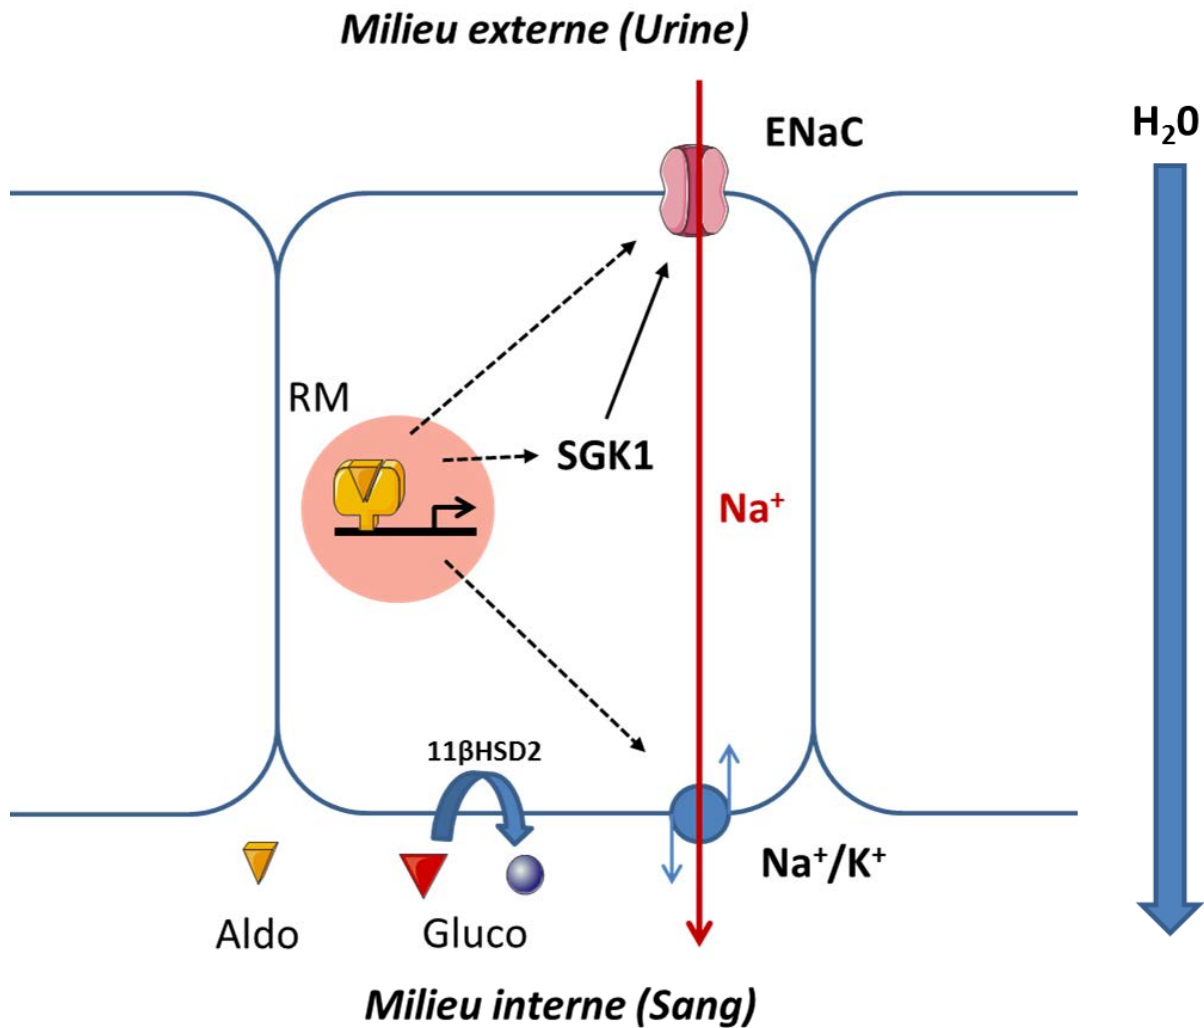 Milieu externe (Urine)
H₂0
ENaC
RM
SGK1
Na⁺
11βHSD2
Na⁺/K⁺
Aldo
Gluco
Milieu interne (Sang)